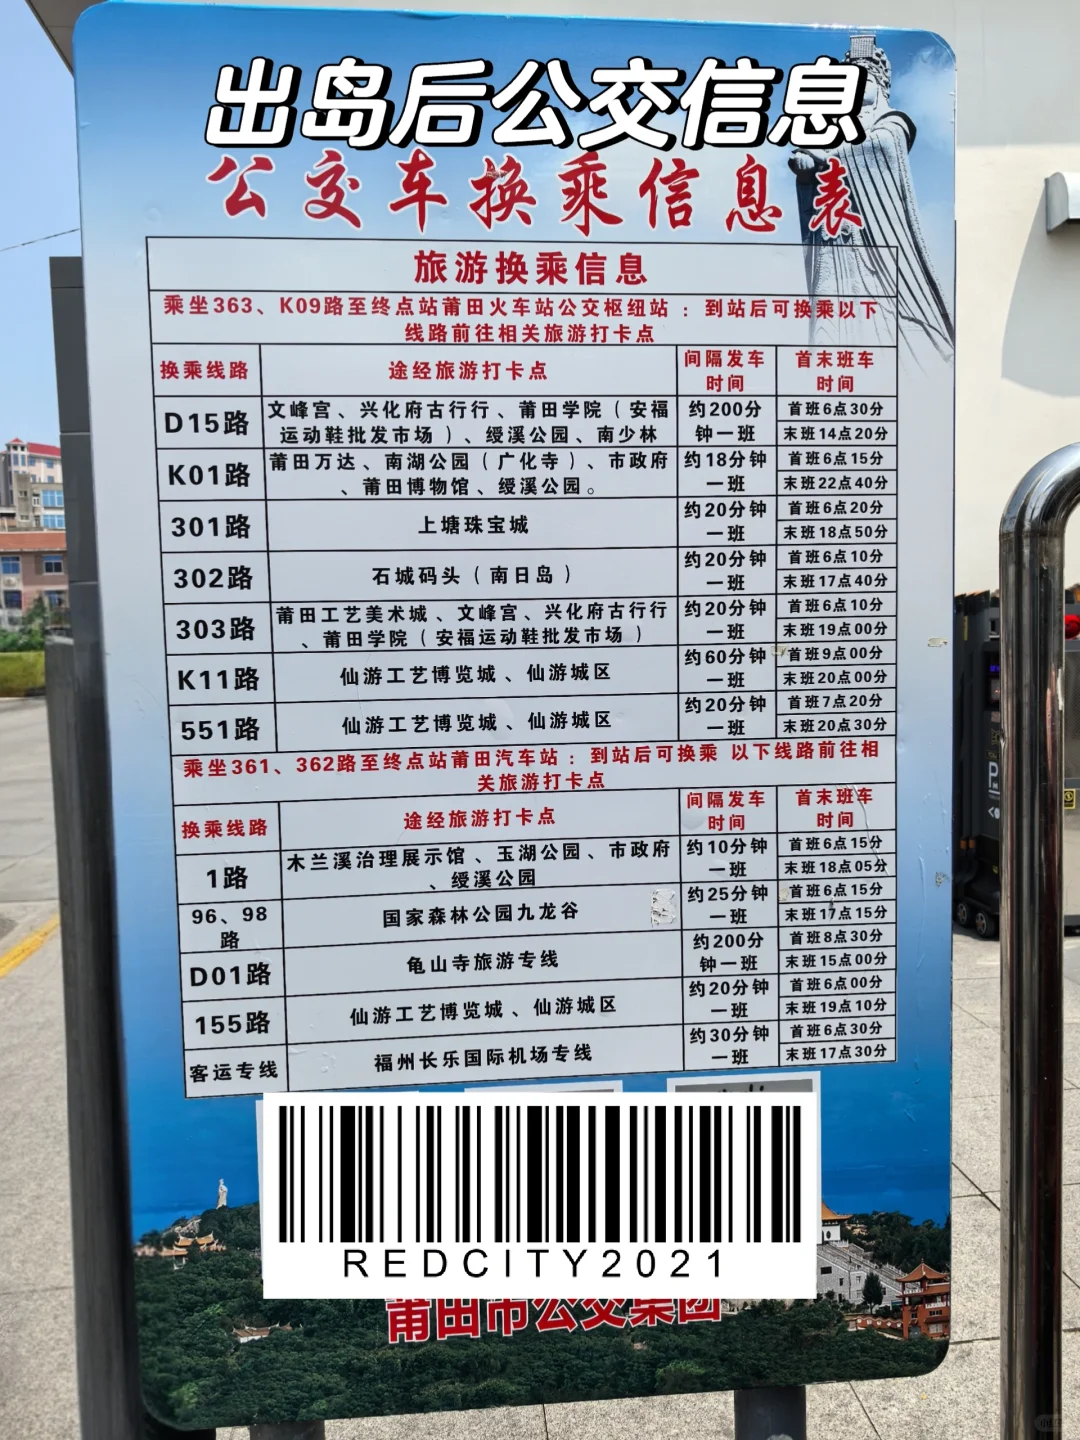 出岛后公交信息
公交车换乘信息表
旅游换乘信息
乘坐363、K09路至终点站莆田火车站公交枢纽站：到站后可换乘以下
线路前往相关旅游打卡点
换乘线路 途经旅游打卡点 间隔发车时间 首末班车时间
D15路 文峰宫、兴化府古行行、莆田学院（安福 约200分 首班6点30分
运动鞋批发市场）、绶溪公园、南少林 钟一班 末班14点20分
K01路 莆田万达、南湖公园（广化寺）、市政府 约18分钟 首班6点15分
、莆田博物馆、绶溪公园。 一班 末班22点40分
301路 上塘珠宝城 约20分钟 首班6点20分
一班 末班18点50分
302路 石城码头（南日岛） 约20分钟 首班6点10分
一班 末班17点40分
303路 莆田工艺美术城、文峰宫、兴化府古行行 约20分钟 首班6点10分
、莆田学院（安福运动鞋批发市场） 一班 末班19点00分
K11路 仙游工艺博览城、仙游城区 约60分钟 首班9点00分
一班 末班20点00分
551路 仙游工艺博览城、仙游城区 约20分钟 首班7点20分
一班 末班20点30分
乘坐361、362路至终点站莆田汽车站：到站后可换乘 以下线路前往相
关旅游打卡点
换乘线路 途经旅游打卡点 间隔发车时间 首末班车时间
1路 木兰溪治理展示馆、玉湖公园、市政府 约10分钟 首班6点15分
、绶溪公园 一班 末班18点05分
96、98 国家森林公园九龙谷 约25分钟 首班6点15分
路 一班 末班17点15分
D01路 龟山寺旅游专线 约200分 首班8点30分
钟一班 末班15点00分
155路 仙游工艺博览城、仙游城区 约20分钟 首班6点00分
一班 末班19点10分
客运专线 福州长乐国际机场专线 约30分钟 首班6点30分
一班 末班17点30分
REDCITY2021
莆田市公交集团